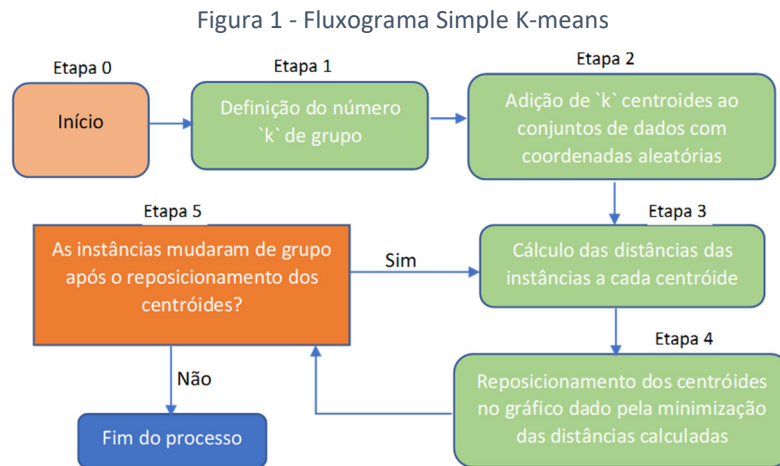 Figura 1 - Fluxograma Simple K-means
Etapa 0
Início
Etapa 1
Definição do número
`k` de grupo
Etapa 2
Adição de `k` centroides ao
conjuntos de dados com
coordenadas aleatórias
Etapa 3
Cálculo das distâncias das
instâncias a cada centróide
Etapa 4
Reposicionamento dos centróides
no gráfico dado pela minimização
das distâncias calculadas
Etapa 5
As instâncias mudaram de grupo
após o reposicionamento dos
centróides?
Sim
Não
Fim do processo